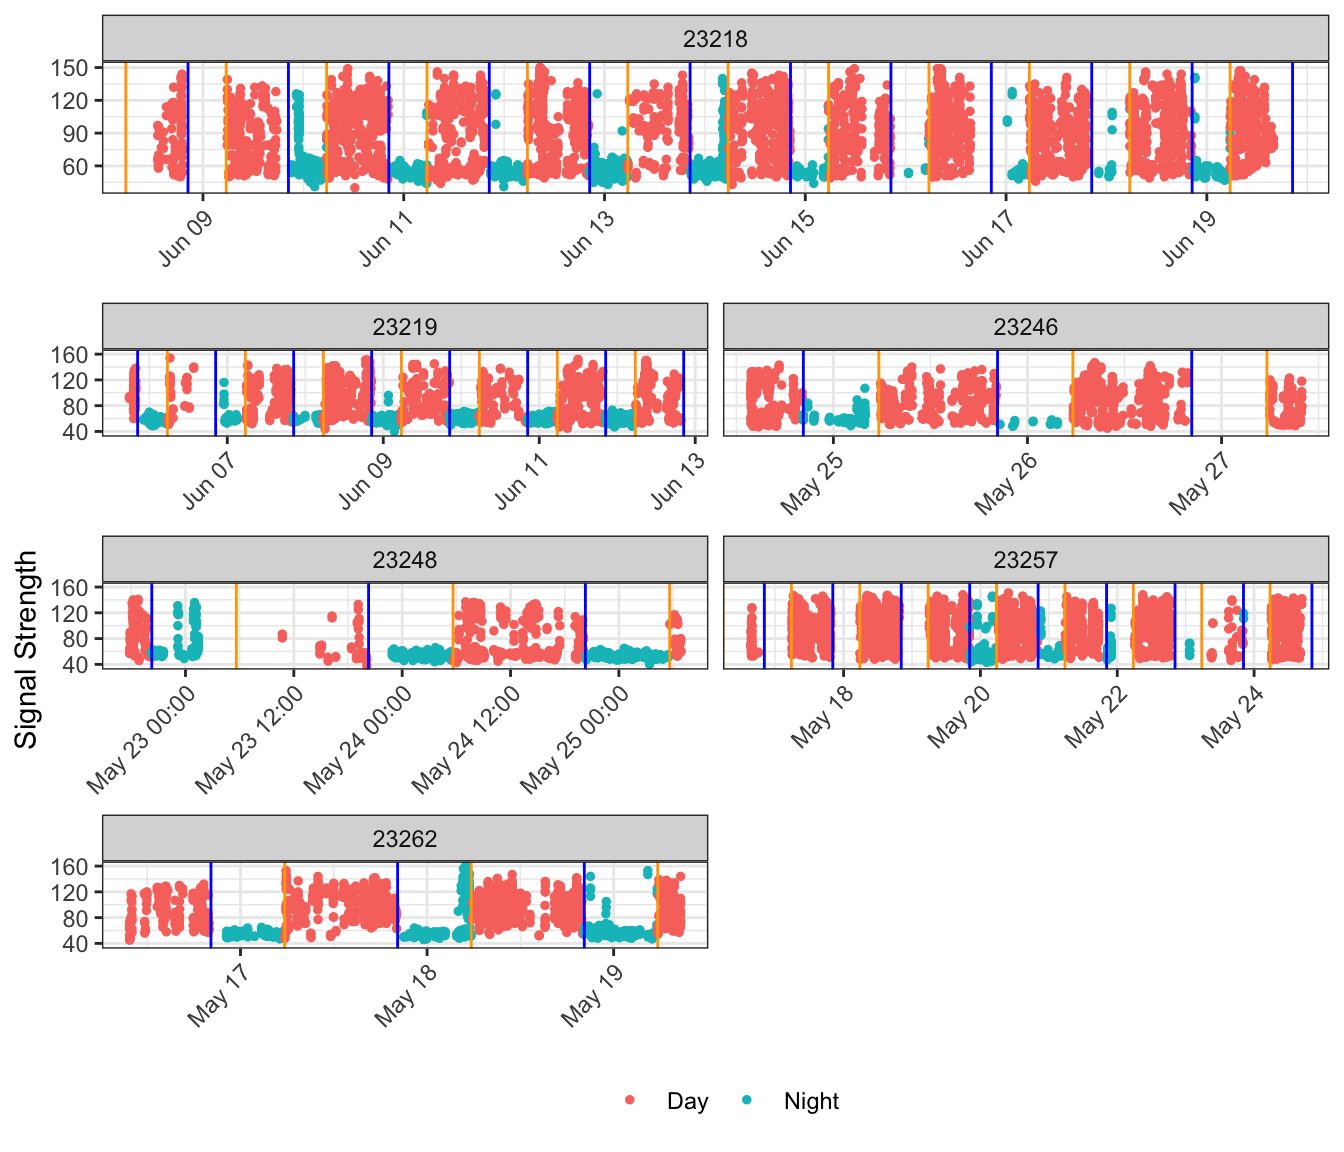 23218
150
120
90
60
Jun 09
Jun 11
Jun 13
Jun 15
Jun 17
Jun 19
23219
23246
160
120
80
40
Jun 07
Jun 09
Jun 11
Jun 13
May 25
May 26
May 27
Signal Strength
23248
23257
160
120
80
40
May 23 00:00
May 23 12:00
May 24 00:00
May 24 12:00
May 25 00:00
May 18
May 20
May 22
May 24
23262
160
120
80
40
May 17
May 18
May 19
Day Night